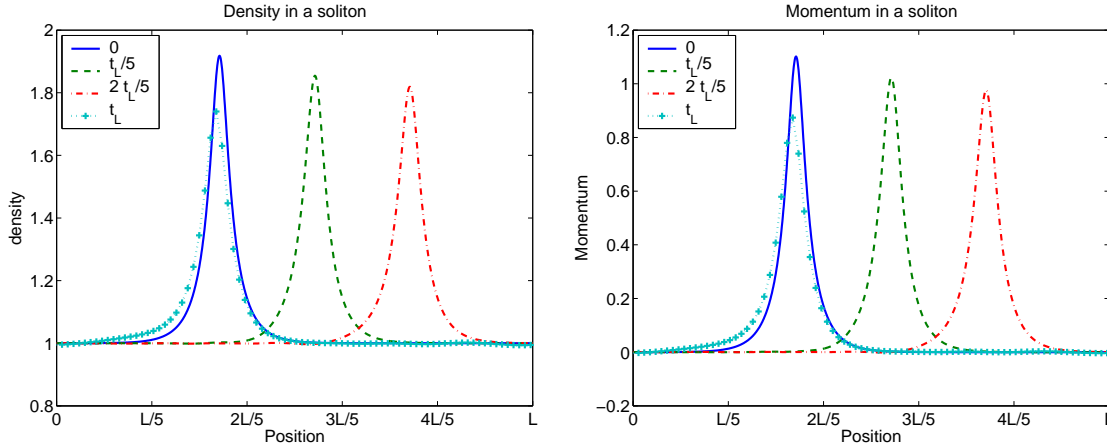 Density in a soliton
2
1.8
1.6
1.4
1.2
1
0.8
density
0
t_L/5
2 t_L/5
t_L
0 L/5 2L/5 3L/5 4L/5 L
Position
Momentum in a soliton
1.2
1
0.8
0.6
0.4
0.2
0
−0.2
Momentum
0
t_L/5
2 t_L/5
t_L
0 L/5 2L/5 3L/5 4L/5 L
Position